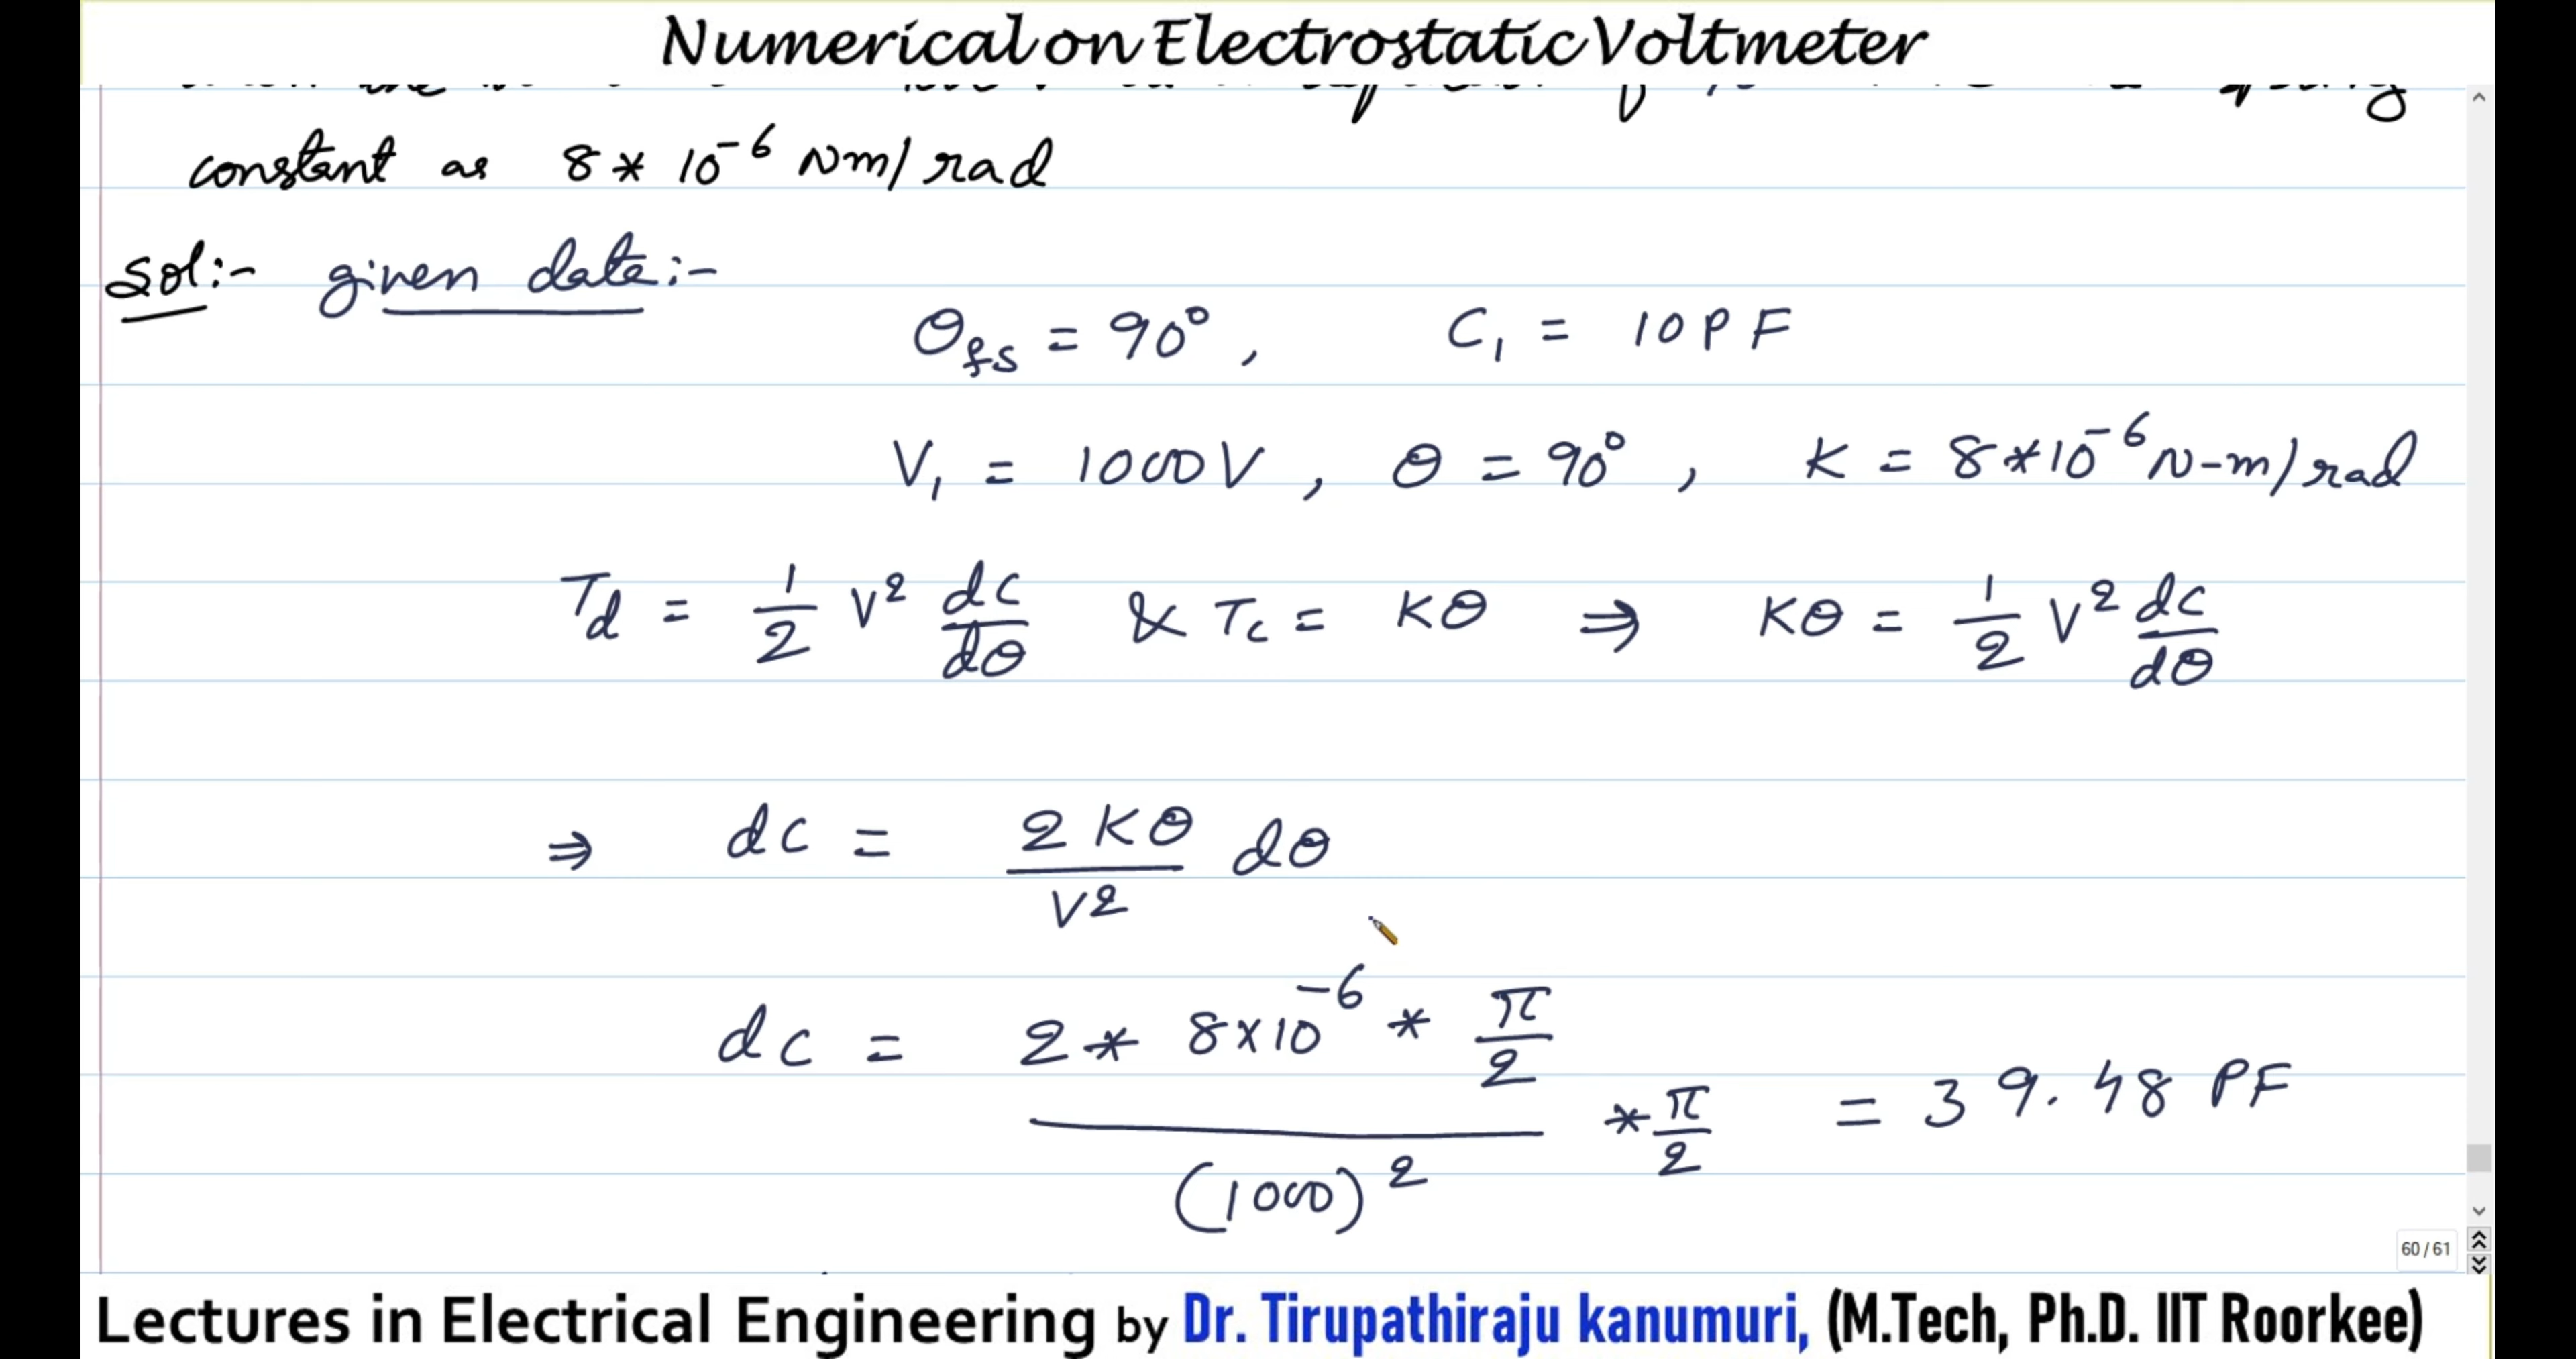 Numerical on Electrostatic Voltmeter
constant as 8 * 10⁻⁶ Nm/rad
Sol:- given data:-
θfs = 90°, C₁ = 10 PF
V₁ = 1000V, θ = 90°, K = 8*10⁻⁶ N-m/rad
Td = 1/2 V² dc/dθ & Tc = Kθ ⇒ Kθ = 1/2 V² dc/dθ
⇒ dc = 2Kθ/V² dθ
dc = 2 * 8×10⁻⁶ * π/2 / (1000)² * π/2 = 39.48 PF
60 / 61
Lectures in Electrical Engineering by Dr. Tirupathiraju kanumuri, (M.Tech, Ph.D. IIT Roorkee)